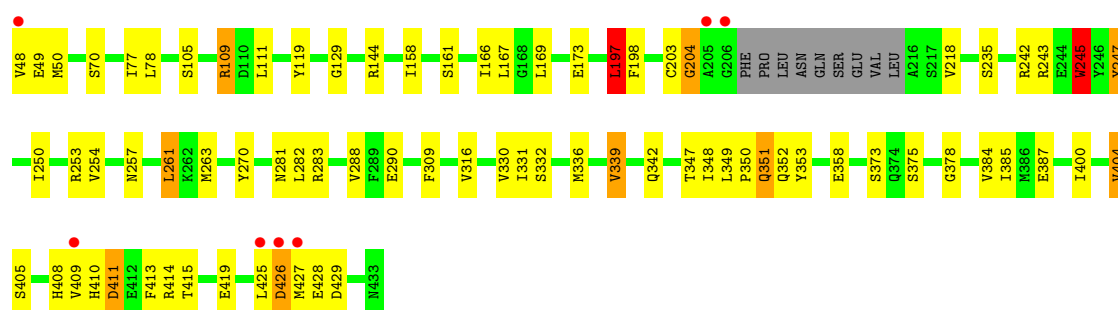 V48 E49 M50 S70 I77 L78 S105 R109 D110 L111 Y119 G129 R144 I158 S161 I166 L167 G168 L169 E173 L197 F198 C203 G204 A205 G206 PHE PRO LEU ASN GLN SER GLU VAL LEU A216 S217 V218 S235 R242 R243 E244 W245 Y246
I250 R253 V254 N257 L261 K262 M263 Y270 N281 L282 R283 V288 F289 E290 F309 V316 V330 I331 S332 M336 V339 Q342 T347 I348 L349 P350 Q351 Q352 Y353 E358 S373 Q374 S375 G378 V384 I385 M386 E387 I400
S405 H408 V409 H410 D411 E412 F413 R414 T415 E419 L425 D426 M427 E428 D429 N433